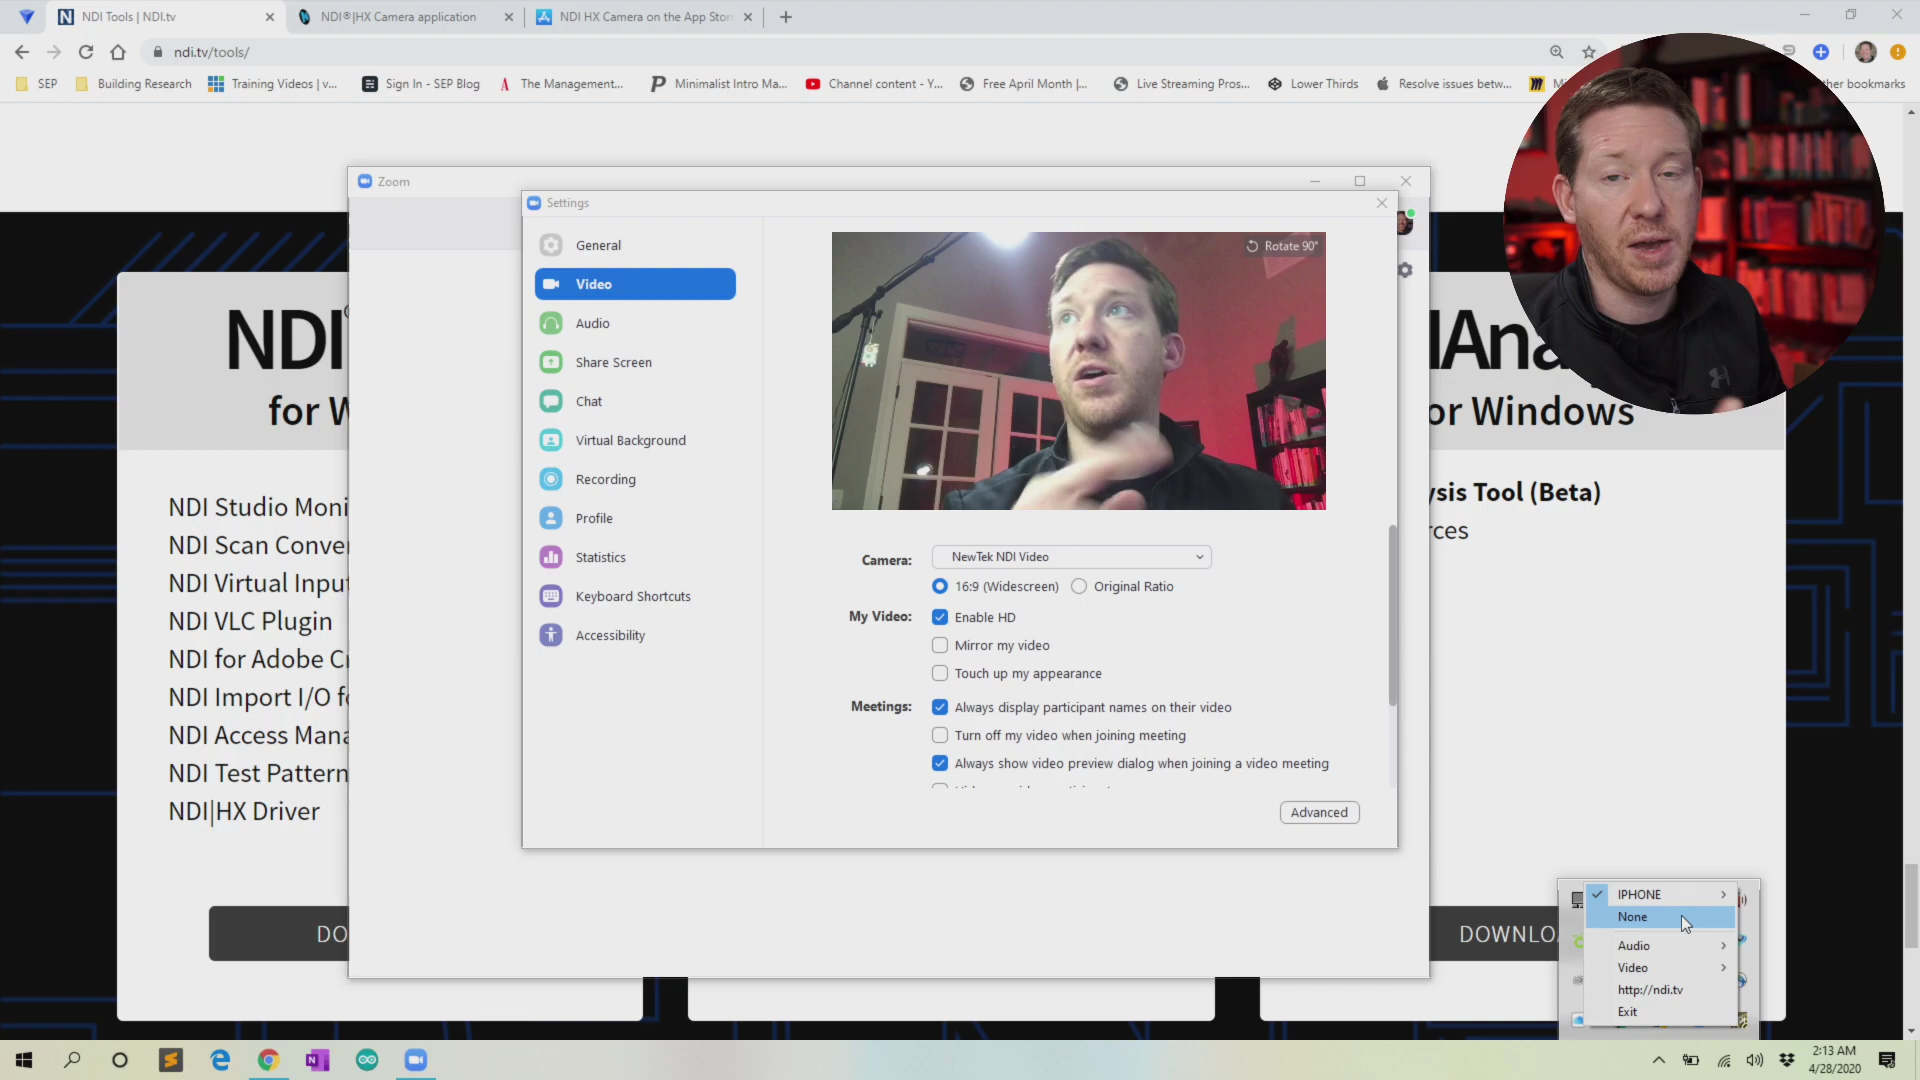 NDI Tools | NDI.tv
NDI®|HX Camera application
NDI HX Camera on the App Stor
ndi.tv/tools/
SEP
Building Research
Training Videos | v...
Sign In - SEP Blog
The Management...
Minimalist Intro Ma...
Channel content - Y...
Free April Month |...
Live Streaming Pros...
Lower Thirds
Resolve issues betw...
her bookmarks
Zoom
Settings
General
Video
Audio
Share Screen
Chat
Virtual Background
Recording
Profile
Statistics
Keyboard Shortcuts
Accessibility
Rotate 90°
Camera:
NewTek NDI Video
16:9 (Widescreen)
Original Ratio
My Video:
Enable HD
Mirror my video
Touch up my appearance
Meetings:
Always display participant names on their video
Turn off my video when joining meeting
Always show video preview dialog when joining a video meeting
Advanced
NDI
for W
NDI Studio Moni
NDI Scan Conver
NDI Virtual Input
NDI VLC Plugin
NDI for Adobe C
NDI Import I/O fo
NDI Access Mana
NDI Test Pattern
NDI|HX Driver
DO
IAna
or Windows
ysis Tool (Beta)
rces
DOWNLO
IPHONE
None
Audio
Video
http://ndi.tv
Exit
2:13 AM
4/28/2020